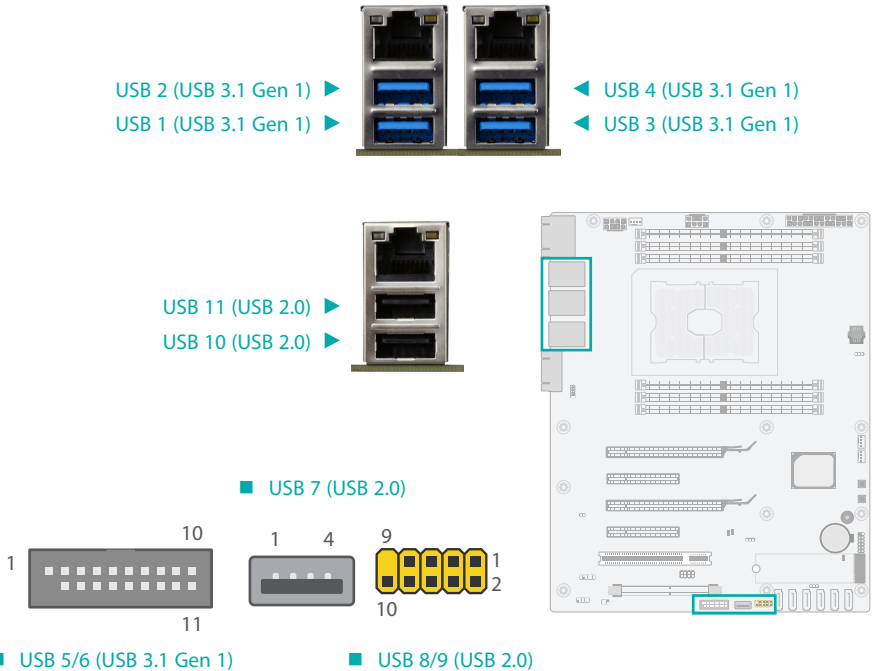 USB 2 (USB 3.1 Gen 1)
USB 4 (USB 3.1 Gen 1)
USB 1 (USB 3.1 Gen 1)
USB 3 (USB 3.1 Gen 1)
USB 11 (USB 2.0)
USB 10 (USB 2.0)
USB 7 (USB 2.0)
1
10
11
1
4
9
1
2
10
USB 5/6 (USB 3.1 Gen 1)
USB 8/9 (USB 2.0)